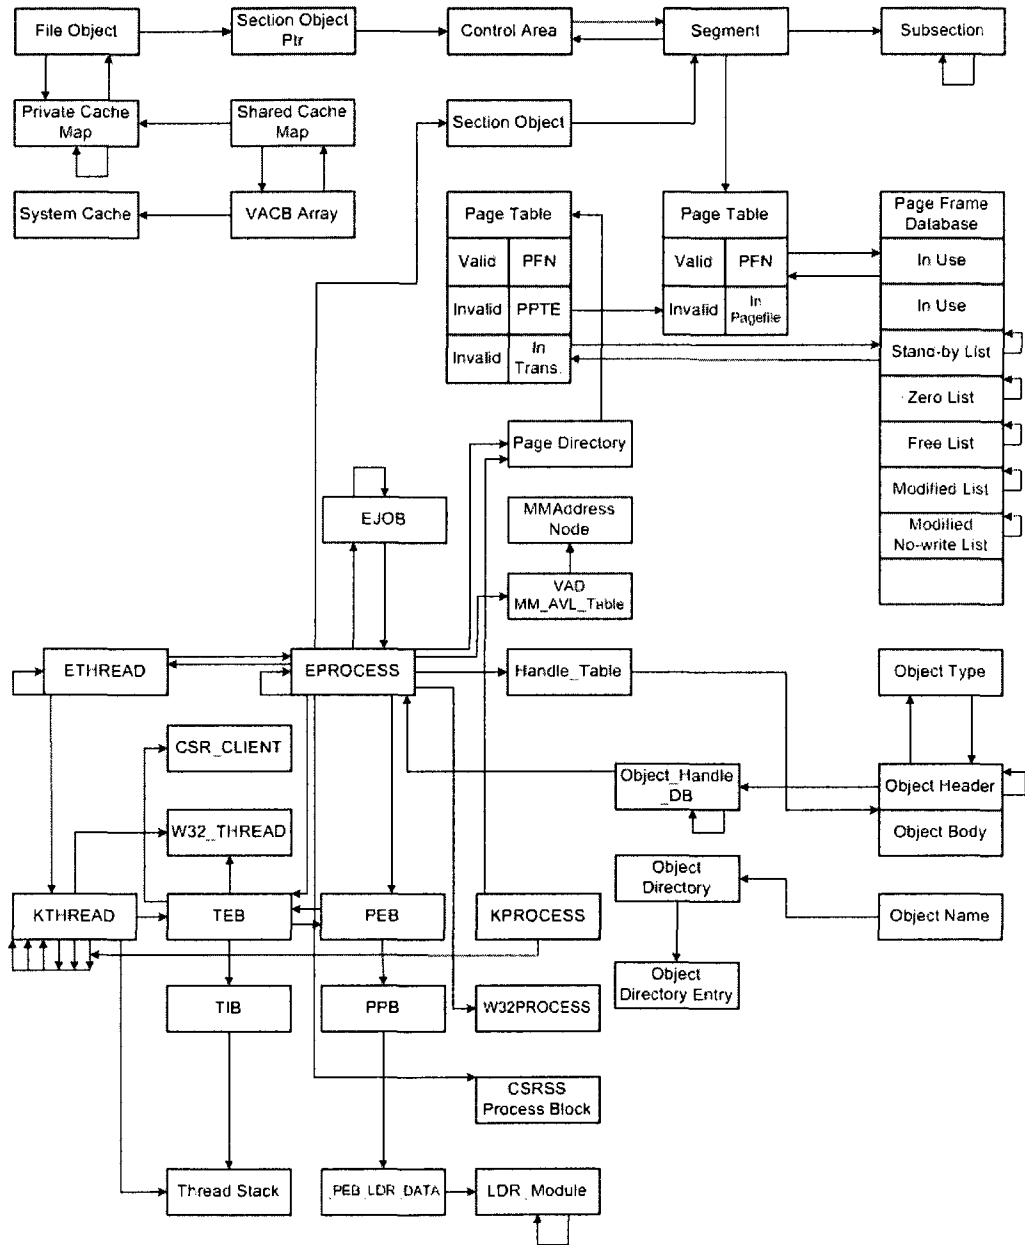 File Object
Section Object
Ptr
Control Area
Segment
Subsection
Private Cache
Map
Shared Cache
Map
Section Object
System Cache
VACB Array
Page Table
Valid
PFN
Invalid
PPTE
Invalid
In
Trans.
Page Table
Valid
PFN
Invalid
In
Pagefile
Page Frame
Database
In Use
In Use
Stand-by List
Zero List
Free List
Modified List
Modified
No-write List
Page Directory
EJOB
MMAddress
Node
VAD
MM_AVL_Table
ETHREAD
EPROCESS
Handle_Table
Object Type
CSR_CLIENT
Object_Handle
_DB
Object Header
Object Body
W32_THREAD
Object
Directory
KTHREAD
TEB
PEB
KPROCESS
Object Name
TIB
PPB
W32PROCESS
Object
Directory Entry
CSRSS
Process Block
Thread Stack
_PEB_LDR_DATA
LDR_Module